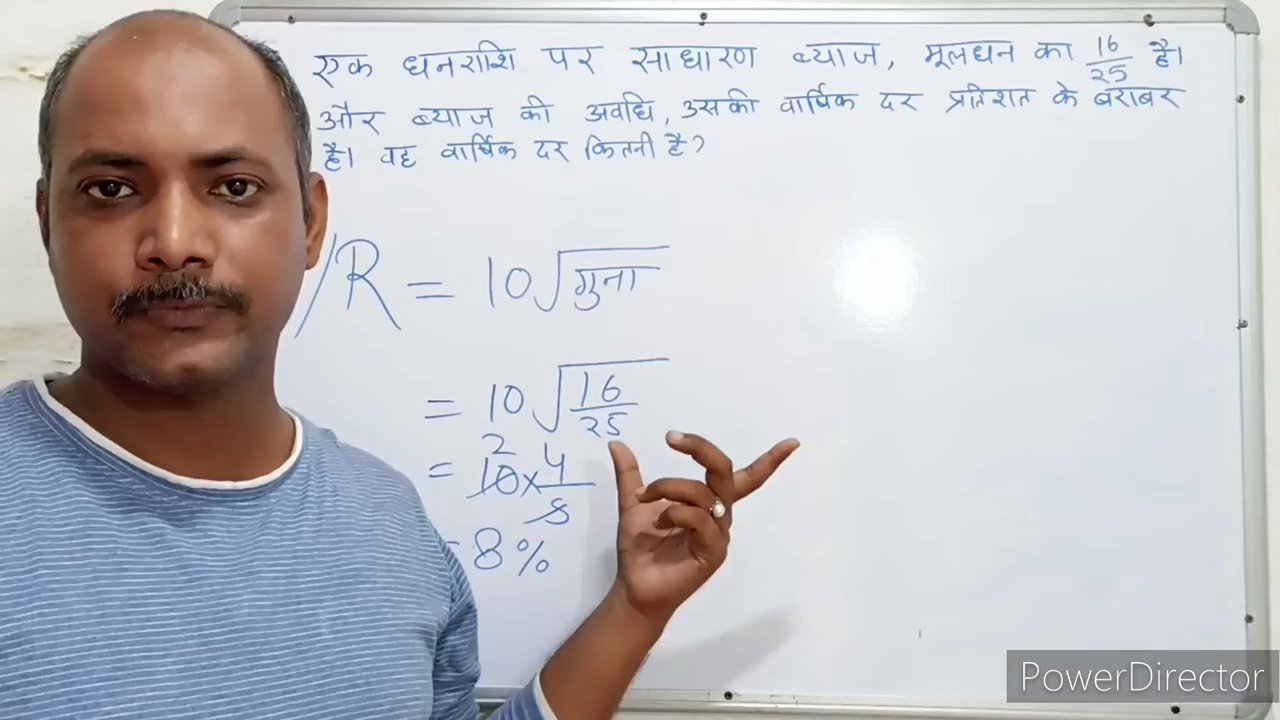 एक धनराशि पर साधारण ब्याज, मूलधन का 16/25 है।
और ब्याज की अवधि, उसकी वार्षिक दर प्रतिशत के बराबर
है। वह वार्षिक दर कितनी है?
/R = 10√गुना
= 10√16/25
2
= 10×4/5
= 8%
PowerDirector